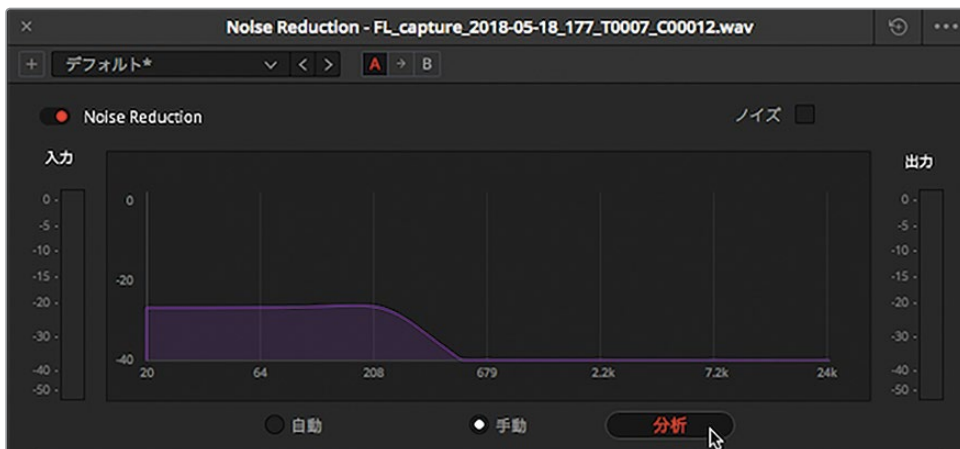 × Noise Reduction - FL_capture_2018-05-18_177_T0007_C00012.wav •••
+ デフォルト* < > A → B
Noise Reduction ノイズ
入力 出力
0 - 0 0 -
-5 - -5 -
-10 - -10 -
-15 - -20 -15 -
-20 - -20 -
-30 - -30 -
-40 - -40 -40 -
-50 - 20 64 208 679 2.2k 7.2k 24k -50 -
自動 手動 分析